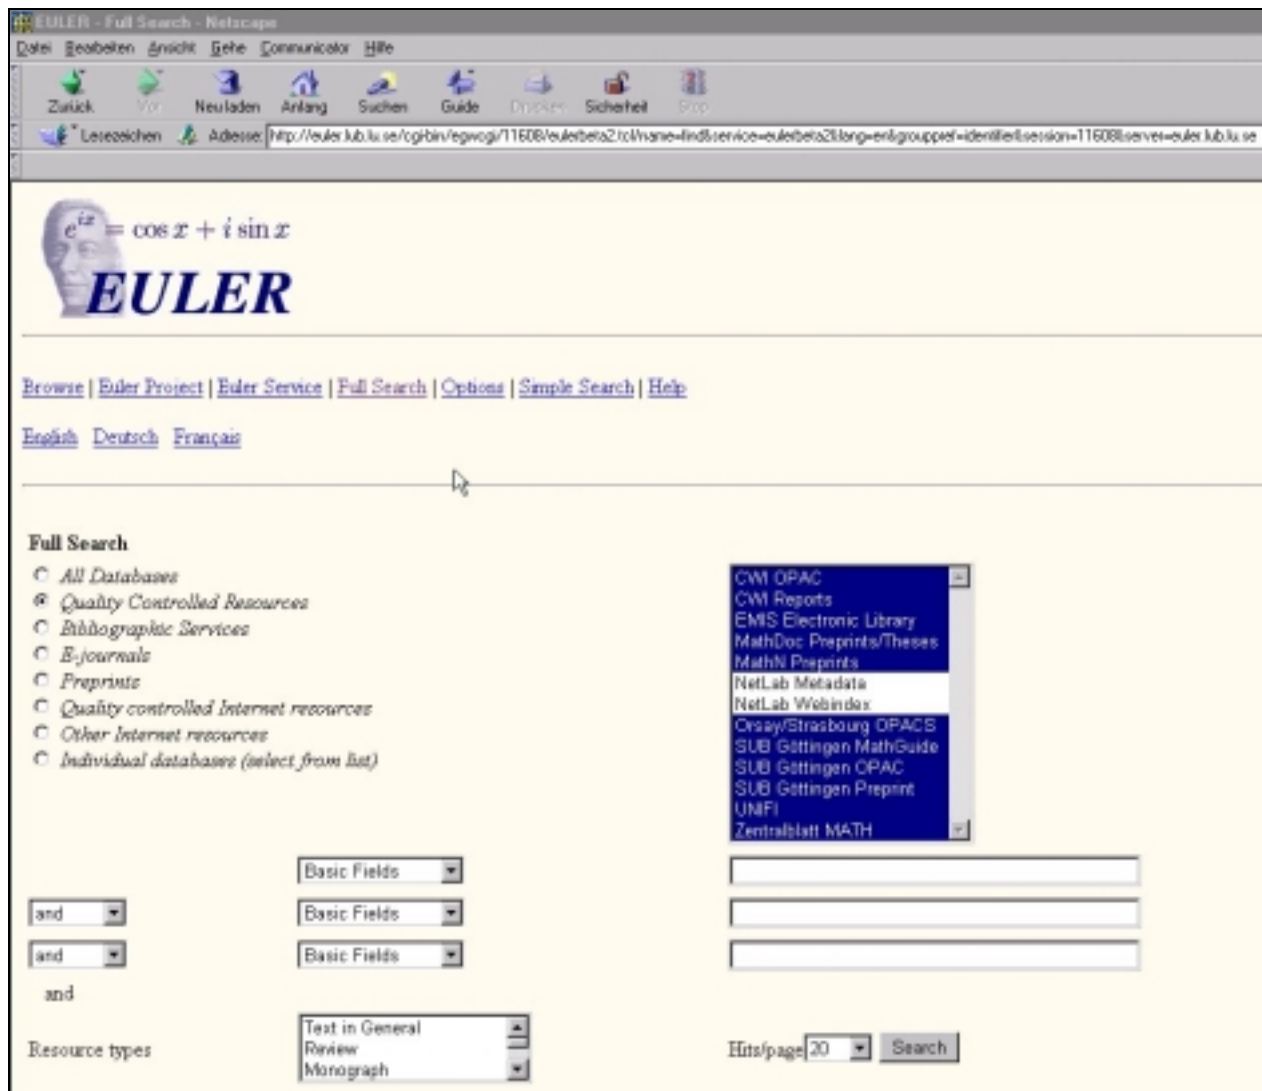 EULER - Full Search - Netscape
Datei Bearbeiten Ansicht Gehe Communicator Hilfe
Zurück Vor Neu laden Anfang Suchen Guide Drucken Sicherheit Stop
Lesezeichen Adresse: http://euler.lub.lu.se/cgi-bin/egwcgi/11608/eulerbeta2.tcl/name=find&service=eulerbeta2&lang=en&grouppref=identifier&session=11608&server=euler.lub.lu.se
e^{ix} = cos x + i sin x
EULER
Browse | Euler Project | Euler Service | Full Search | Options | Simple Search | Help
English Deutsch Français
Full Search
All Databases
Quality Controlled Resources
Bibliographic Services
E-journals
Preprints
Quality controlled Internet resources
Other Internet resources
Individual databases (select from list)
CWI OPAC
CWI Reports
EMIS Electronic Library
MathDoc Preprints/Theses
MathN Preprints
NetLab Metadata
NetLab Webindex
Orsay/Strasbourg OPACS
SUB Göttingen MathGuide
SUB Göttingen OPAC
SUB Göttingen Preprint
UNIFI
Zentralblatt MATH
Basic Fields
and Basic Fields
and Basic Fields
and
Resource types
Text in General
Review
Monograph
Hits/page 20 Search